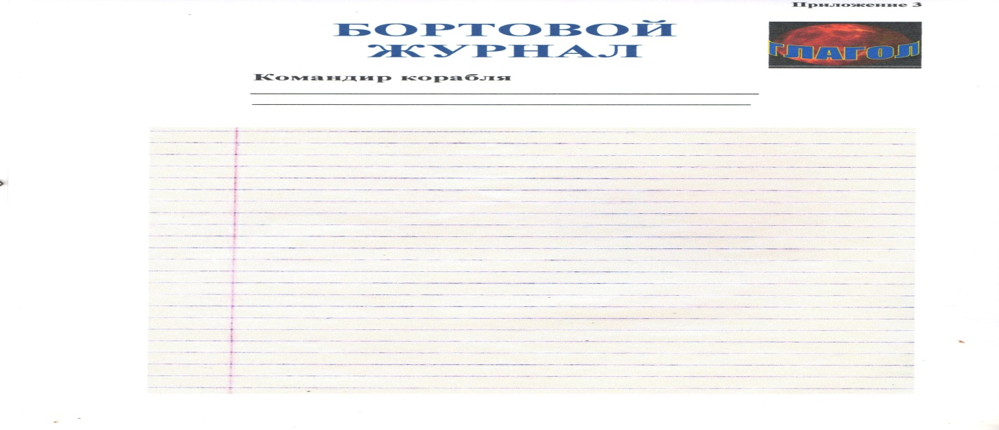 Приложение 3
БОРТОВОЙ
ЖУРНАЛ
ГЛАГОЛ
Командир корабля